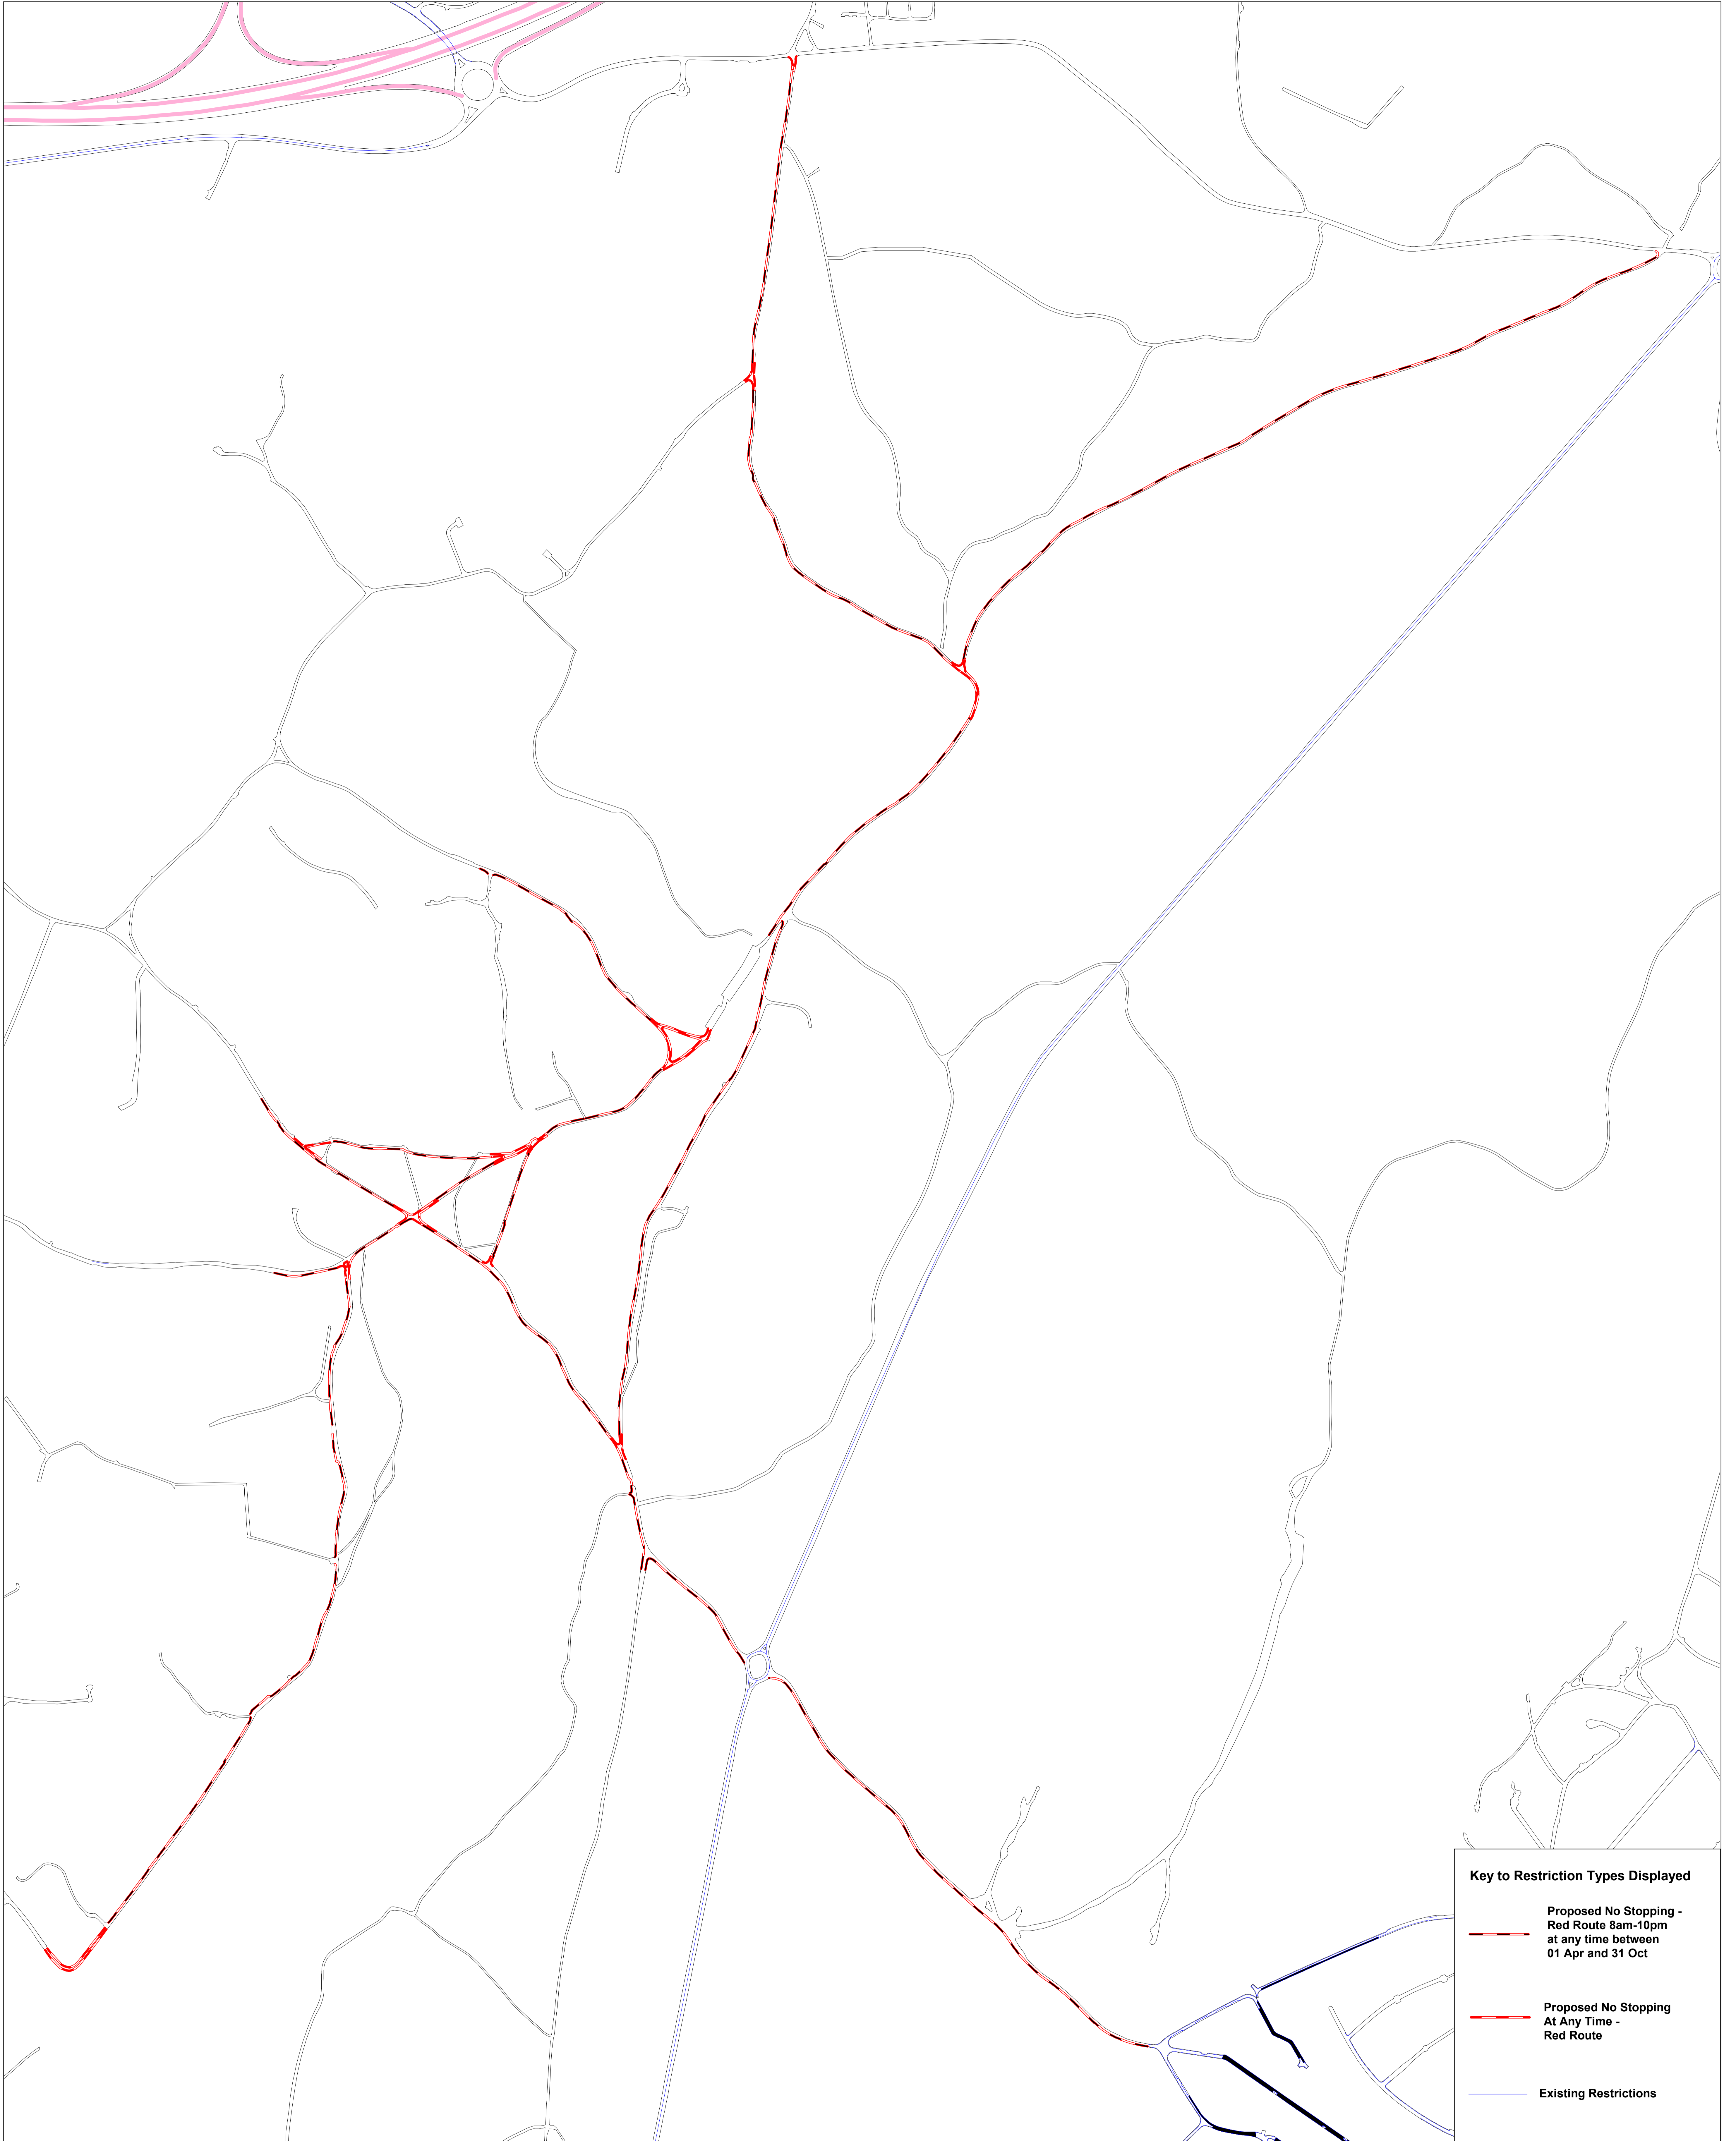 Key to Restriction Types Displayed
Proposed No Stopping -
Red Route 8am-10pm
at any time between
01 Apr and 31 Oct
Proposed No Stopping
At Any Time -
Red Route
Existing Restrictions